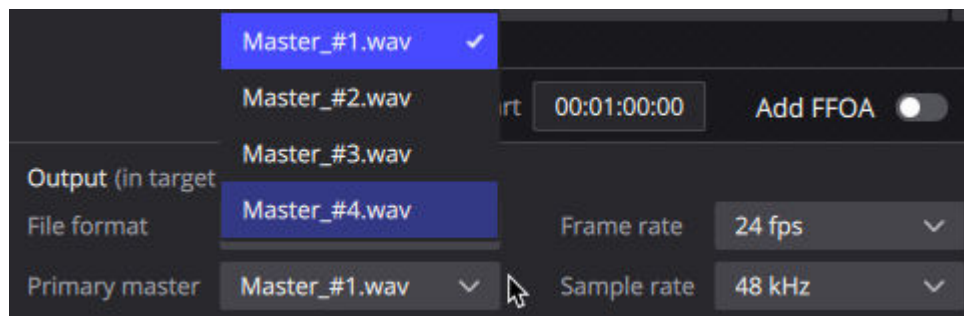 Master_#1.wav
Master_#2.wav
00:01:00:00 Add FFOA
Master_#3.wav
Output (in target
Master_#4.wav
File format Frame rate 24 fps
Primary master Master_#1.wav Sample rate 48 kHz